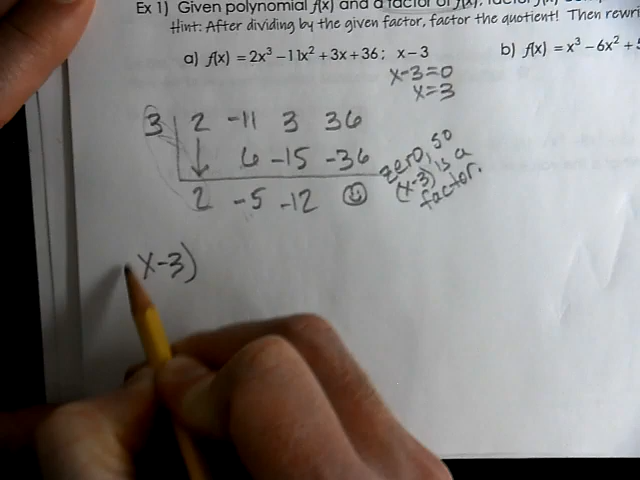 Ex 1) Given polynomial f(x) and a factor of f(x), factor f(x)
Hint: After dividing by the given factor, factor the quotient! Then rewri
a) f(x) = 2x³ – 11x² + 3x + 36; x – 3
b) f(x) = x³ – 6x² +
x-3=0
x=3
3 2 -11 3 36
6 -15 -36
2 -5 -12 ☺
zero, so
(x-3) is a
factor.
x-3)